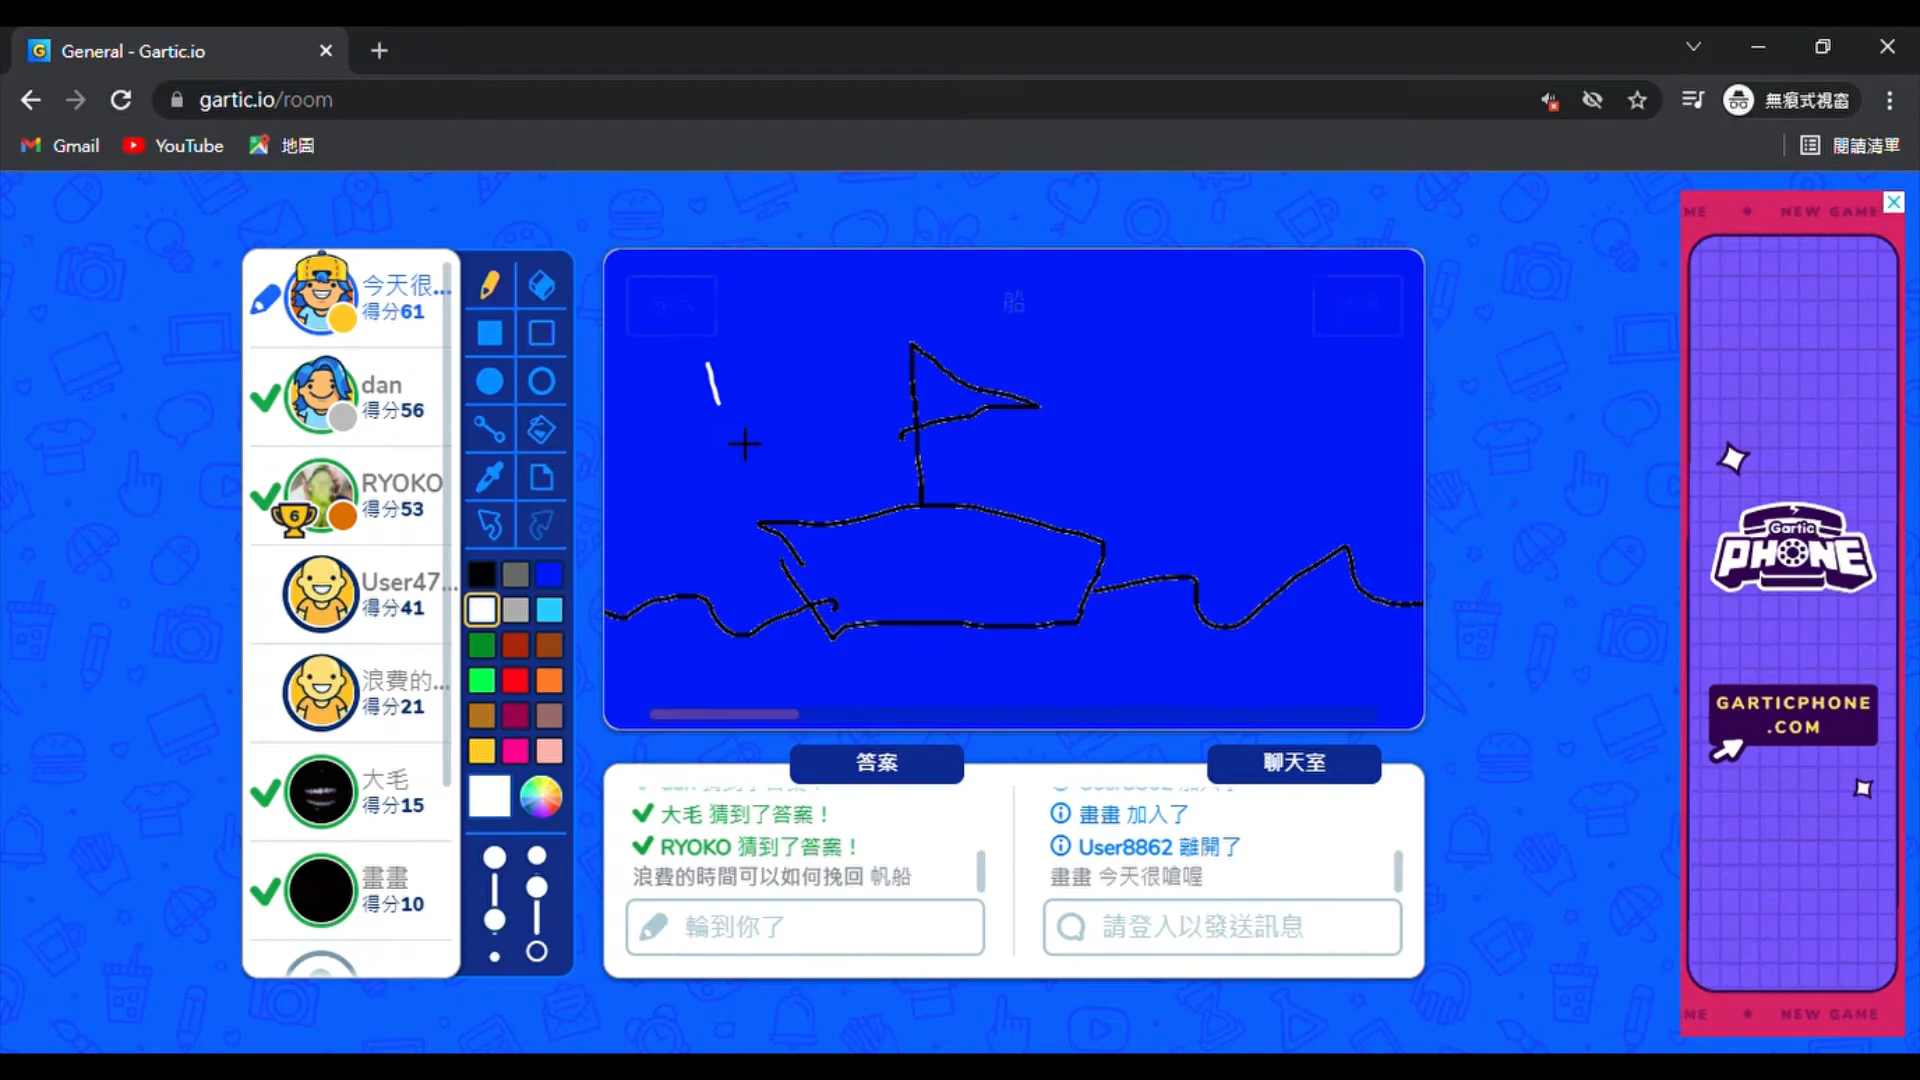 General - Gartic.io
gartic.io/room
無痕式視窗
Gmail
YouTube
地圖
閱讀清單
今天很...
得分61
dan
得分56
RYOKO
得分53
6
User47...
得分41
浪費的...
得分21
大毛
得分15
畫畫
得分10
船
答案
大毛 猜到了答案！
RYOKO 猜到了答案！
浪費的時間可以如何挽回 帆船
輪到你了
聊天室
畫畫 加入了
User8862 離開了
畫畫 今天很嗆喔
請登入以發送訊息
ME NEW GAME
Gartic
PHONE
GARTICPHONE
.COM
ME NEW GAME